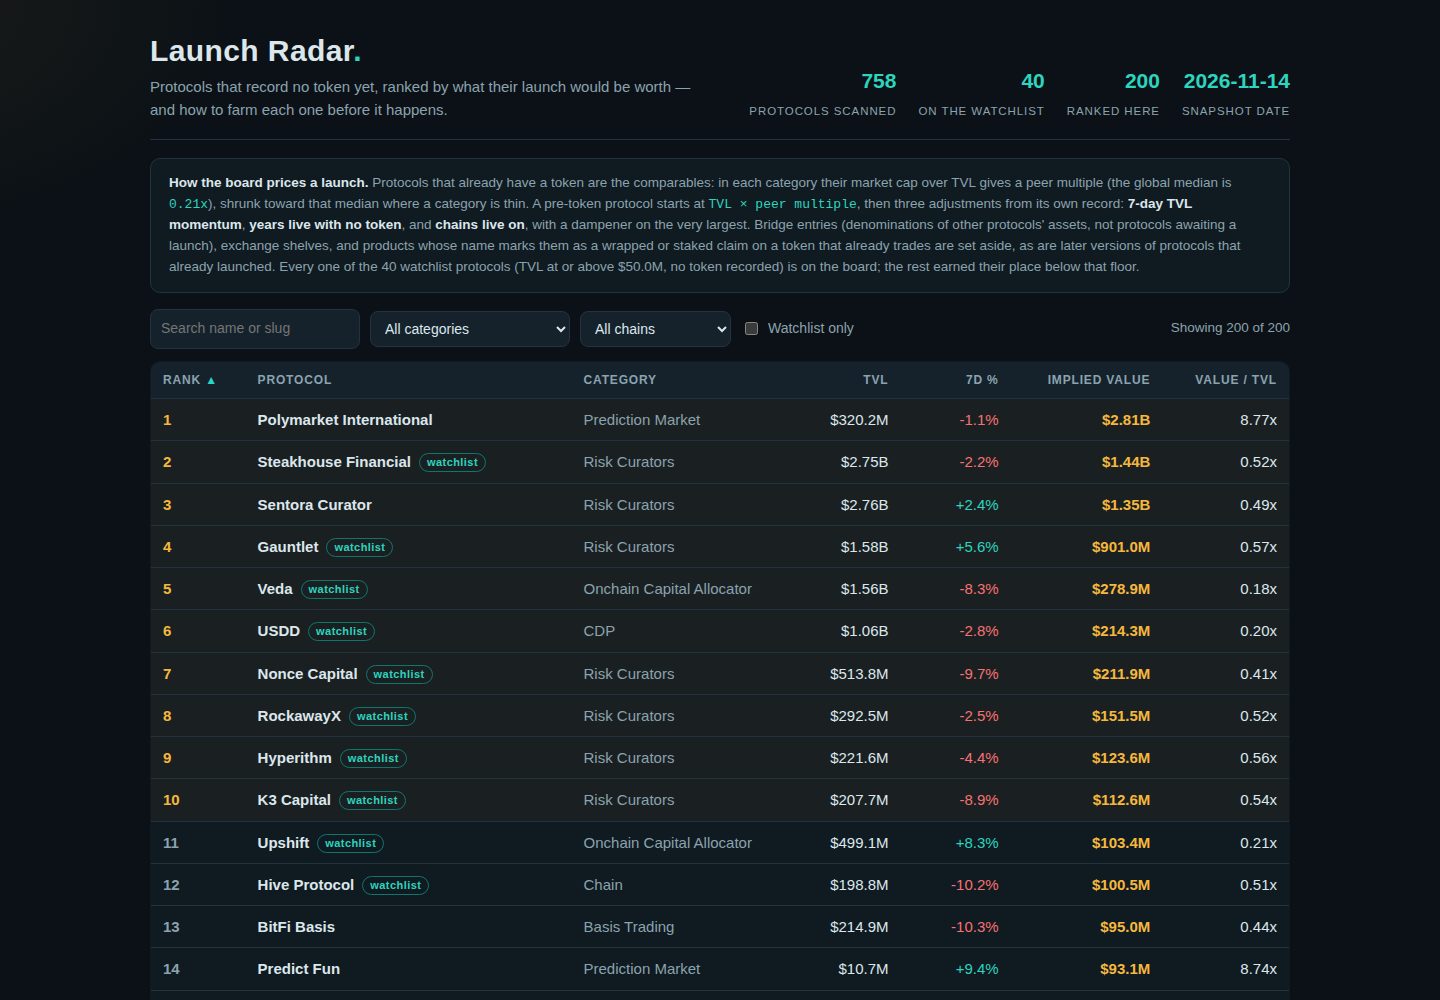 Launch Radar.
Protocols that record no token yet, ranked by what their launch would be worth —
and how to farm each one before it happens.
758 40 200 2026-11-14
PROTOCOLS SCANNED ON THE WATCHLIST RANKED HERE SNAPSHOT DATE
How the board prices a launch. Protocols that already have a token are the comparables: in each category their market cap over TVL gives a peer multiple (the global median is
0.21x), shrunk toward that median where a category is thin. A pre-token protocol starts at TVL × peer multiple, then three adjustments from its own record: 7-day TVL
momentum, years live with no token, and chains live on, with a dampener on the very largest. Bridge entries (denominations of other protocols' assets, not protocols awaiting a
launch), exchange shelves, and products whose name marks them as a wrapped or staked claim on a token that already trades are set aside, as are later versions of protocols that
already launched. Every one of the 40 watchlist protocols (TVL at or above $50.0M, no token recorded) is on the board; the rest earned their place below that floor.
Search name or slug All categories All chains Watchlist only Showing 200 of 200
RANK ▲ PROTOCOL CATEGORY TVL 7D % IMPLIED VALUE VALUE / TVL
1 Polymarket International Prediction Market $320.2M -1.1% $2.81B 8.77x
2 Steakhouse Financial watchlist Risk Curators $2.75B -2.2% $1.44B 0.52x
3 Sentora Curator Risk Curators $2.76B +2.4% $1.35B 0.49x
4 Gauntlet watchlist Risk Curators $1.58B +5.6% $901.0M 0.57x
5 Veda watchlist Onchain Capital Allocator $1.56B -8.3% $278.9M 0.18x
6 USDD watchlist CDP $1.06B -2.8% $214.3M 0.20x
7 Nonce Capital watchlist Risk Curators $513.8M -9.7% $211.9M 0.41x
8 RockawayX watchlist Risk Curators $292.5M -2.5% $151.5M 0.52x
9 Hyperithm watchlist Risk Curators $221.6M -4.4% $123.6M 0.56x
10 K3 Capital watchlist Risk Curators $207.7M -8.9% $112.6M 0.54x
11 Upshift watchlist Onchain Capital Allocator $499.1M +8.3% $103.4M 0.21x
12 Hive Protocol watchlist Chain $198.8M -10.2% $100.5M 0.51x
13 BitFi Basis Basis Trading $214.9M -10.3% $95.0M 0.44x
14 Predict Fun Prediction Market $10.7M +9.4% $93.1M 8.74x